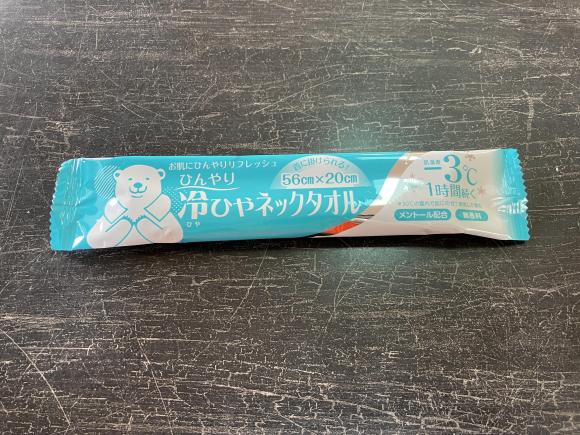 お肌にひんやりリフレッシュ
ひんやり
冷ひやネックタオル
ひや
首に掛けられる!
56cm×20cm
肌温度
−3℃
1時間続く
メントール配合
無香料